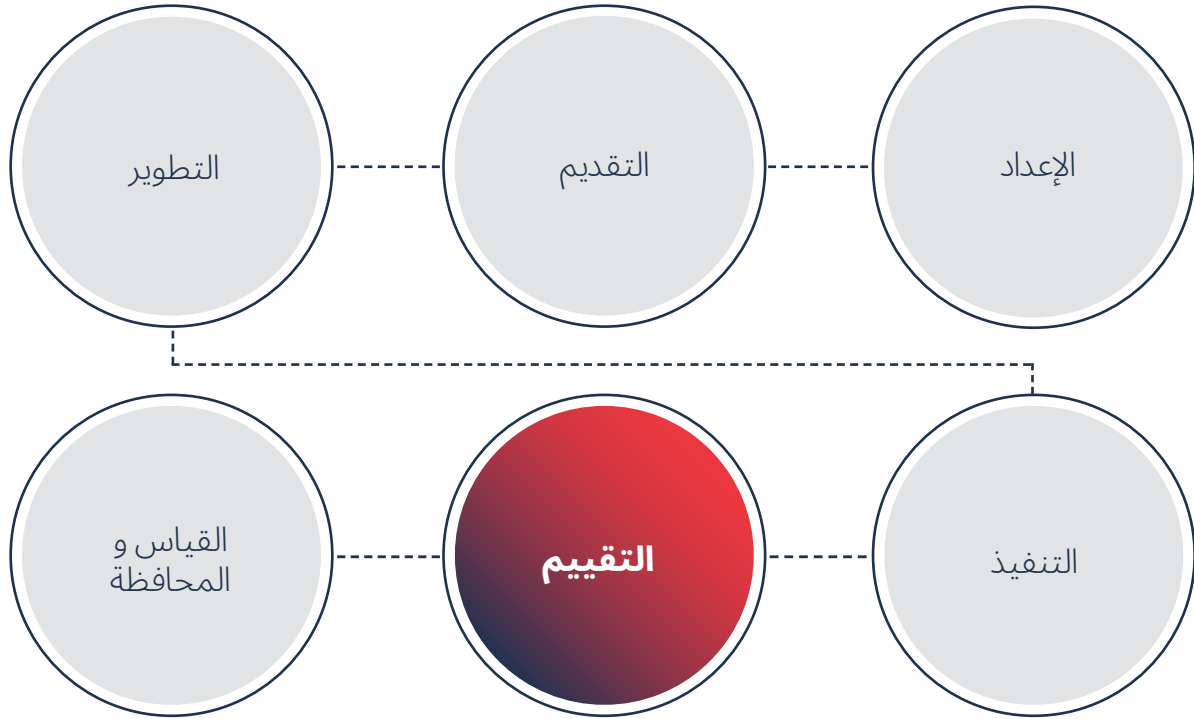 الإعداد
التقديم
التطوير
التنفيذ
التقييم
القياس و
المحافظة